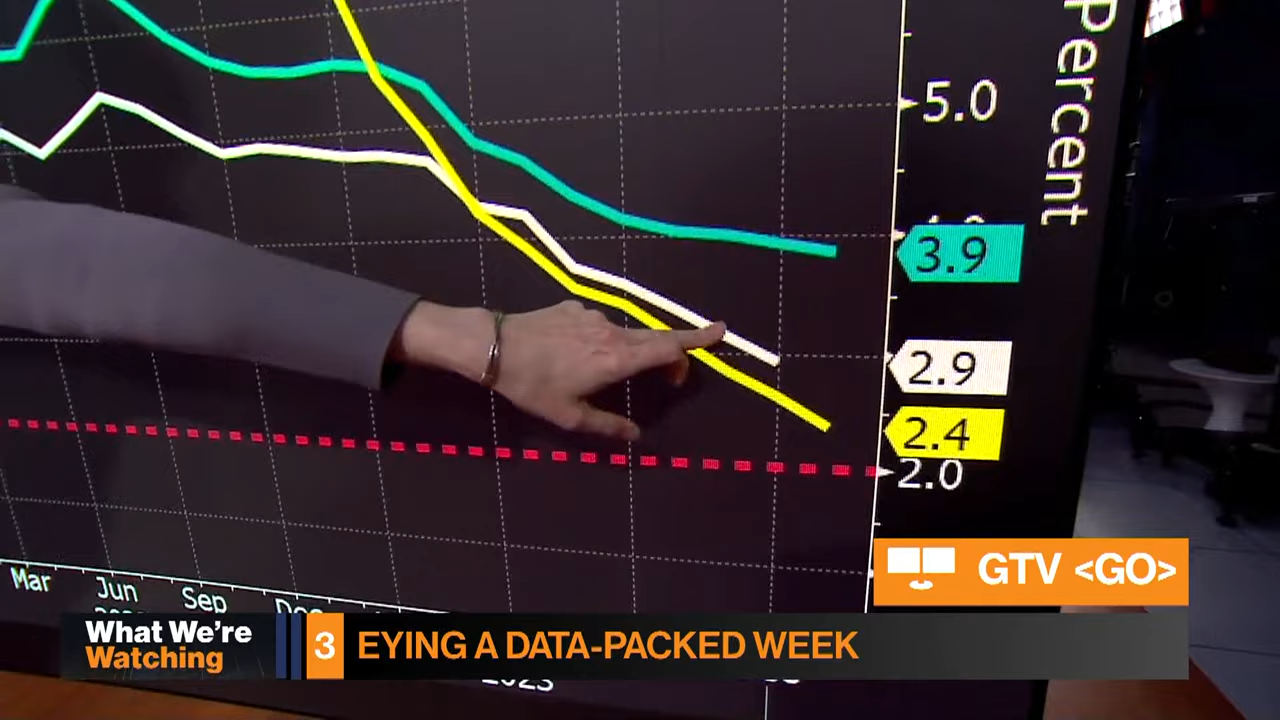 Percent
5.0
3.9
2.9
2.4
2.0
Mar
Jun
Sep
GTV <GO>
What We're
Watching
3
EYING A DATA-PACKED WEEK
2023